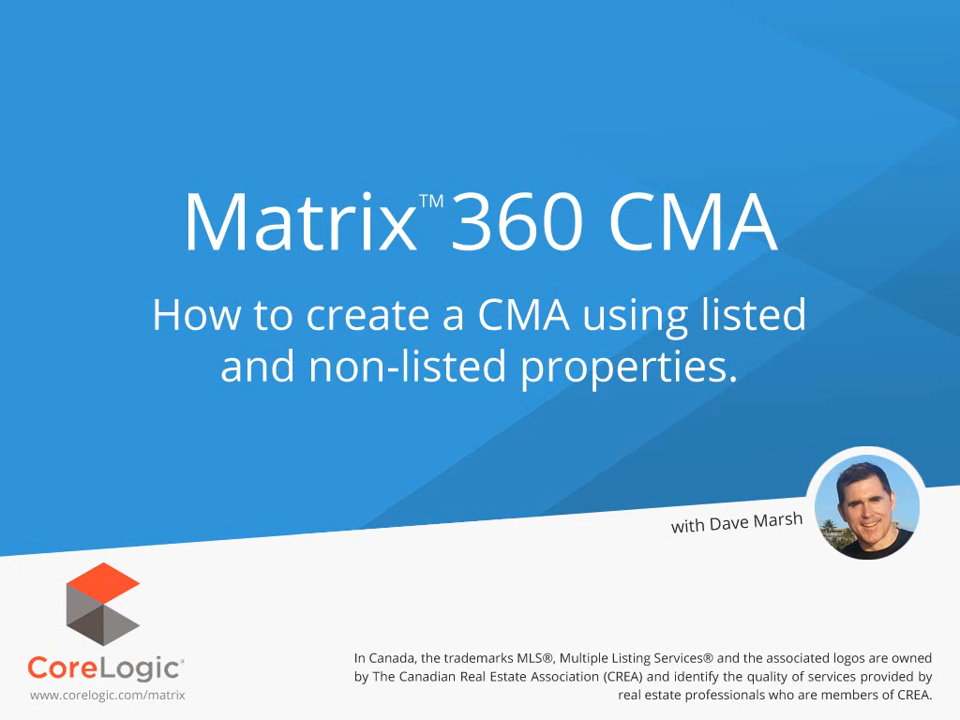 Matrix™ 360 CMA
How to create a CMA using listed
and non-listed properties.
with Dave Marsh
CoreLogic®
www.corelogic.com/matrix
In Canada, the trademarks MLS®, Multiple Listing Services® and the associated logos are owned
by The Canadian Real Estate Association (CREA) and identify the quality of services provided by
real estate professionals who are members of CREA.